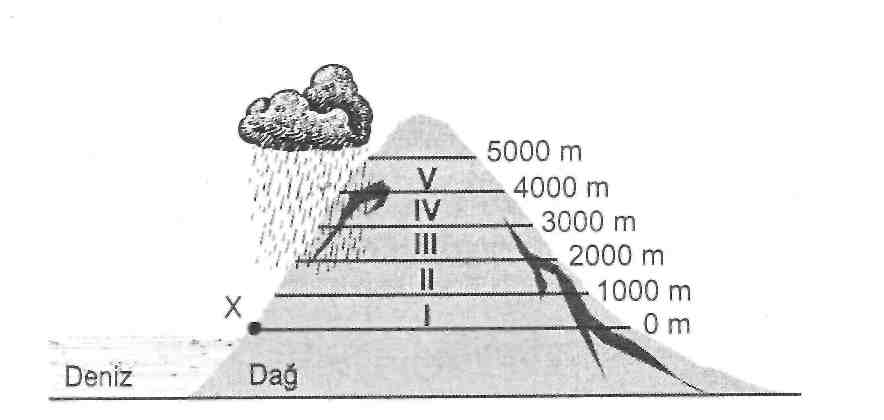 5000 m
V
4000 m
IV
3000 m
III
2000 m
II
1000 m
X
I
0 m
Deniz
Dağ